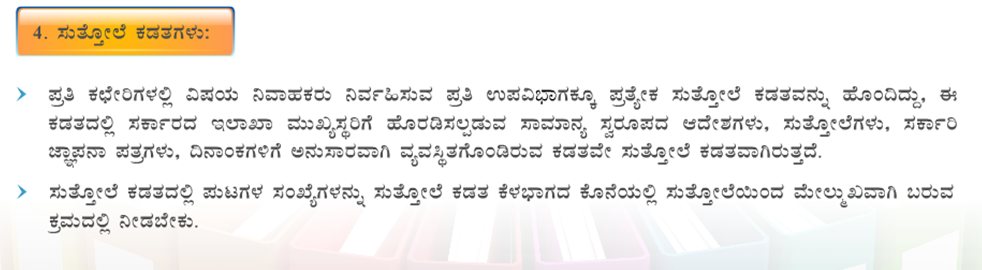 4. ಸುತ್ತೋಲೆ ಕಡತಗಳು:
ಪ್ರತಿ ಕಛೇರಿಗಳಲ್ಲಿ ವಿಷಯ ನಿವಾಹಕರು ನಿರ್ವಹಿಸುವ ಪ್ರತಿ ಉಪವಿಭಾಗಕ್ಕೂ ಪ್ರತ್ಯೇಕ ಸುತ್ತೋಲೆ ಕಡತವನ್ನು ಹೊಂದಿದ್ದು, ಈ
ಕಡತದಲ್ಲಿ ಸರ್ಕಾರದ ಇಲಾಖಾ ಮುಖ್ಯಸ್ಥರಿಗೆ ಹೊರಡಿಸಲ್ಪಡುವ ಸಾಮಾನ್ಯ ಸ್ವರೂಪದ ಆದೇಶಗಳು, ಸುತ್ತೋಲೆಗಳು, ಸರ್ಕಾರಿ
ಜ್ಞಾಪನಾ ಪತ್ರಗಳು, ದಿನಾಂಕಗಳಿಗೆ ಅನುಸಾರವಾಗಿ ವ್ಯವಸ್ಥಿತಗೊಂಡಿರುವ ಕಡತವೇ ಸುತ್ತೋಲೆ ಕಡತವಾಗಿರುತ್ತದೆ.
ಸುತ್ತೋಲೆ ಕಡತದಲ್ಲಿ ಪುಟಗಳ ಸಂಖ್ಯೆಗಳನ್ನು ಸುತ್ತೋಲೆ ಕಡತ ಕೆಳಭಾಗದ ಕೊನೆಯಲ್ಲಿ ಸುತ್ತೋಲೆಯಿಂದ ಮೇಲ್ಮುಖವಾಗಿ ಬರುವ
ಕ್ರಮದಲ್ಲಿ ನೀಡಬೇಕು.